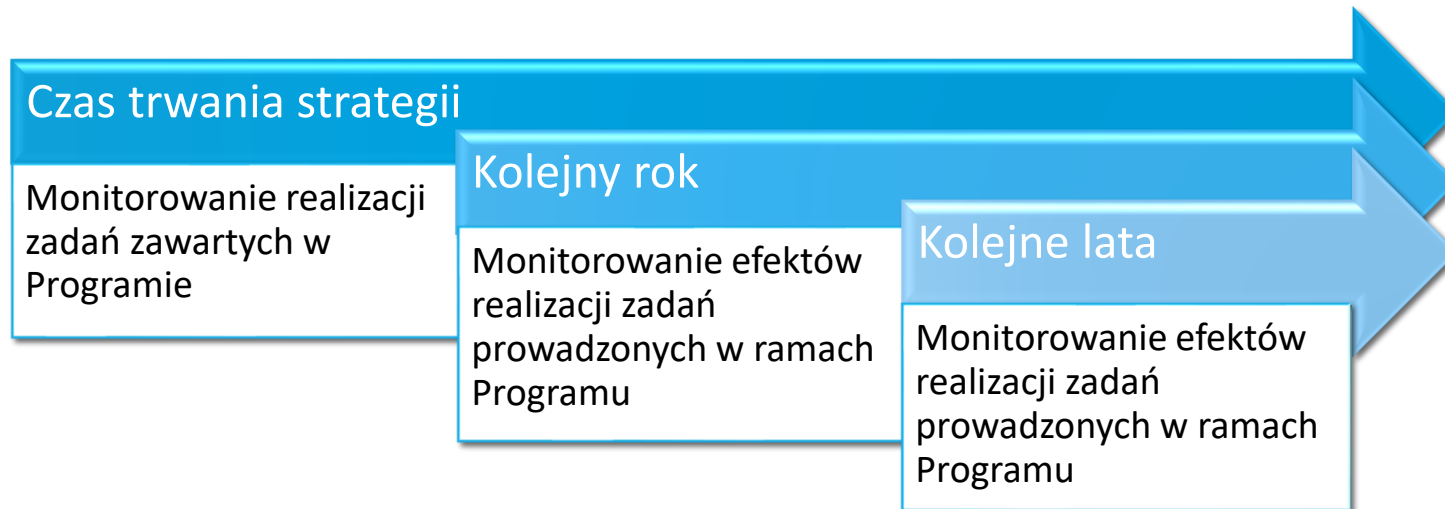 Czas trwania strategii
Monitorowanie realizacji
zadań zawartych w
Programie
Kolejny rok
Monitorowanie efektów
realizacji zadań
prowadzonych w ramach
Programu
Kolejne lata
Monitorowanie efektów
realizacji zadań
prowadzonych w ramach
Programu